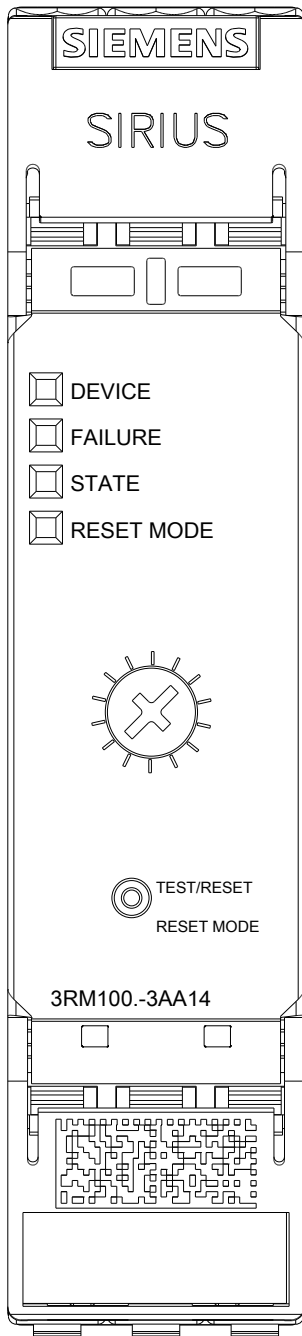 SIEMENS
SIRIUS
DEVICE
FAILURE
STATE
RESET MODE
TEST/RESET
RESET MODE
3RM100.-3AA14